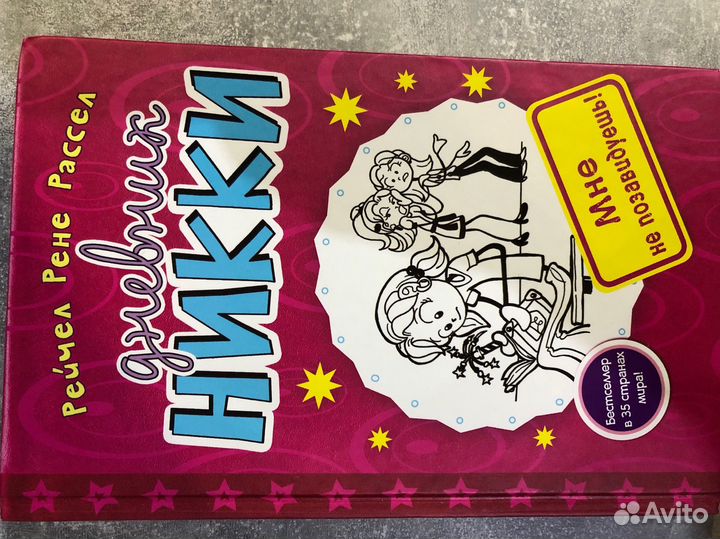 Рейчел Рене Рассел
дневник
НИККИ
Мне
не позавидуешь!
Бестселлер
в 35 странах
мира!
Avito